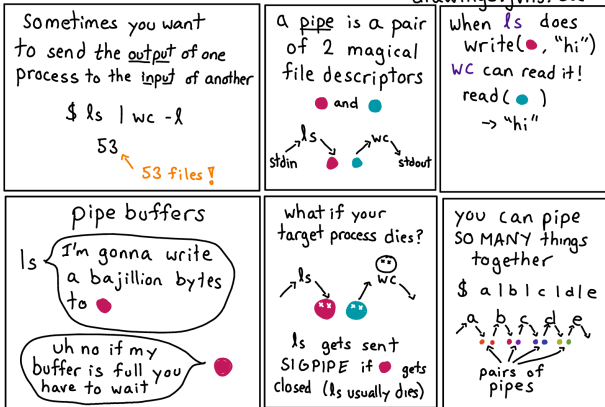 drawings.jvns.ca
Sometimes you want
to send the output of one
process to the input of another
$ ls | wc -l
53
53 files!
a pipe is a pair
of 2 magical
file descriptors
and
ls
wc
stdin
stdout
when ls does
write( , "hi")
wc can read it!
read( )
→ "hi"
pipe buffers
ls
I'm gonna write
a bajillion bytes
to
uh no if my
buffer is full you
have to wait
what if your
target process dies?
ls
wc
ls gets sent
SIGPIPE if gets
closed (ls usually dies)
you can pipe
SO MANY things
together
$ a|b|c|d|e
a b c d e
pairs of
pipes